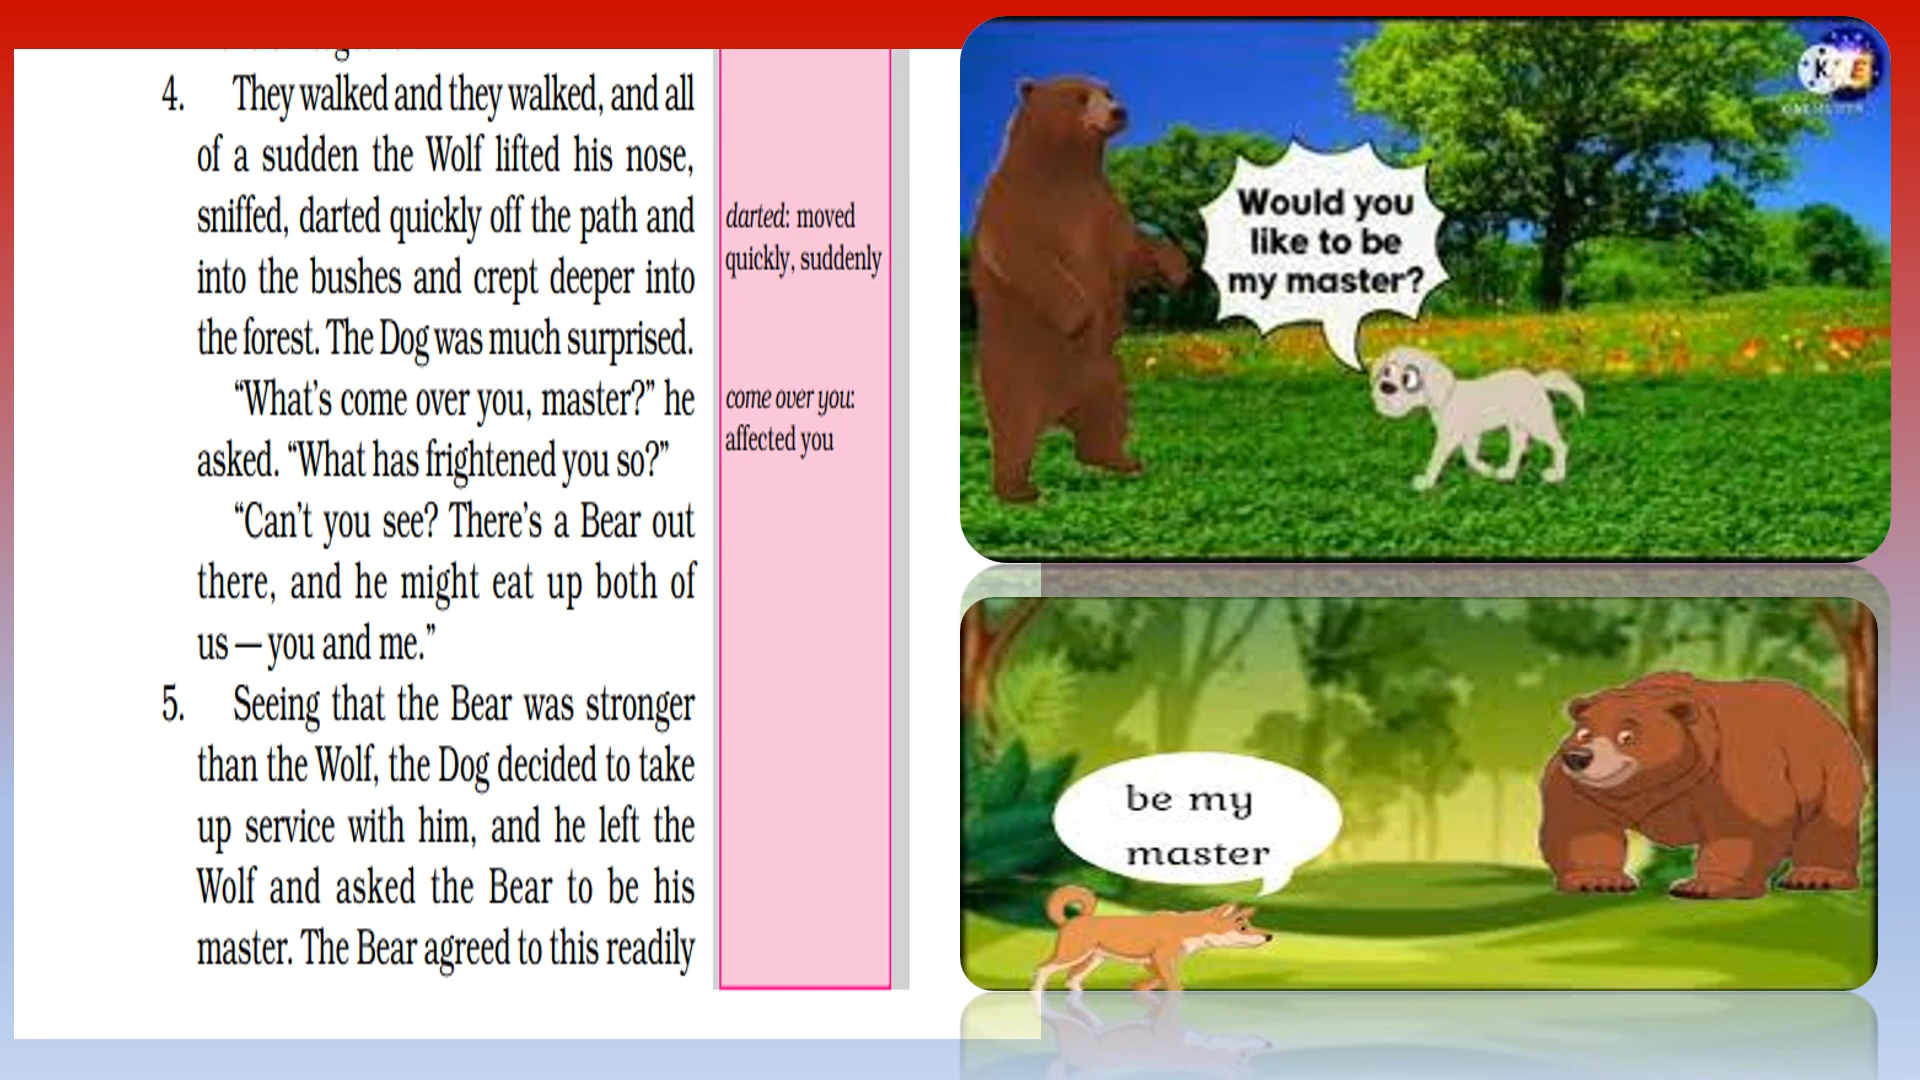 4. They walked and they walked, and all
of a sudden the Wolf lifted his nose,
sniffed, darted quickly off the path and
into the bushes and crept deeper into
the forest. The Dog was much surprised.
“What’s come over you, master?” he
asked. “What has frightened you so?”
“Can’t you see? There’s a Bear out
there, and he might eat up both of
us — you and me.”
5. Seeing that the Bear was stronger
than the Wolf, the Dog decided to take
up service with him, and he left the
Wolf and asked the Bear to be his
master. The Bear agreed to this readily
darted: moved
quickly, suddenly
come over you:
affected you
Would you
like to be
my master?
be my
master